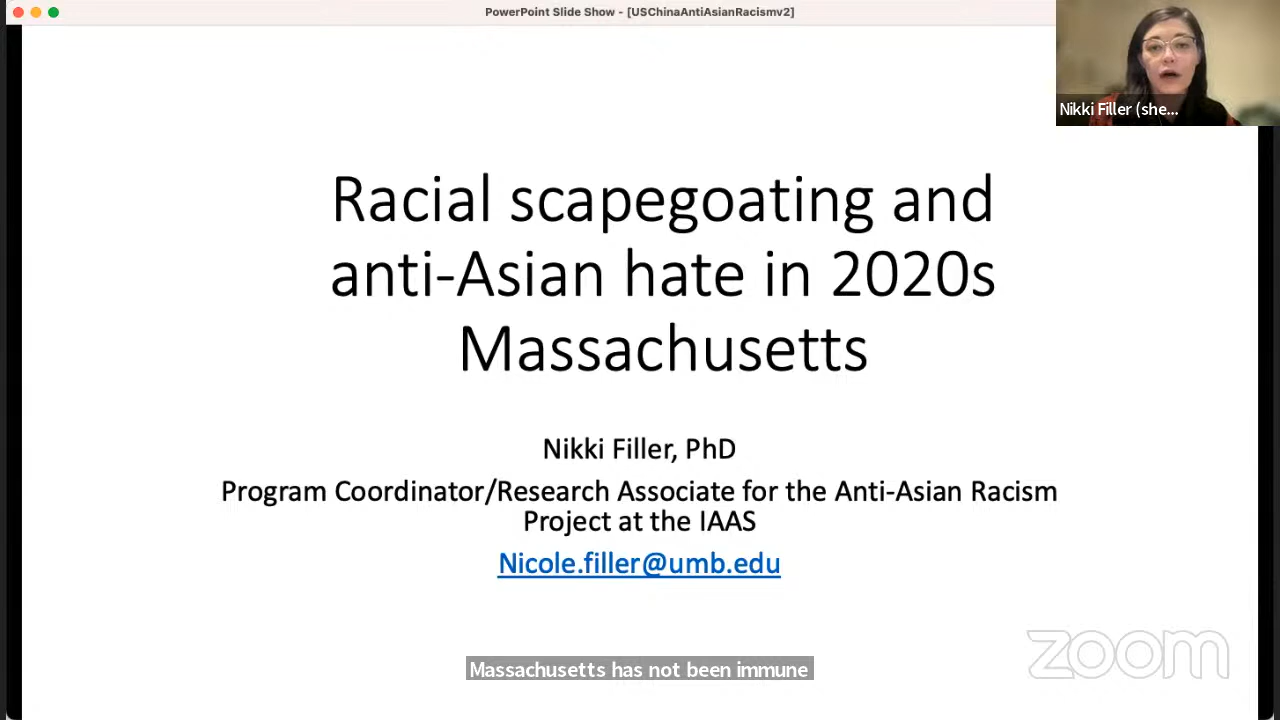 PowerPoint Slide Show - [USChinaAntiAsianRacismv2]
Nikki Filler (she...
Racial scapegoating and
anti-Asian hate in 2020s
Massachusetts
Nikki Filler, PhD
Program Coordinator/Research Associate for the Anti-Asian Racism
Project at the IAAS
Nicole.filler@umb.edu
zoom
Massachusetts has not been immune